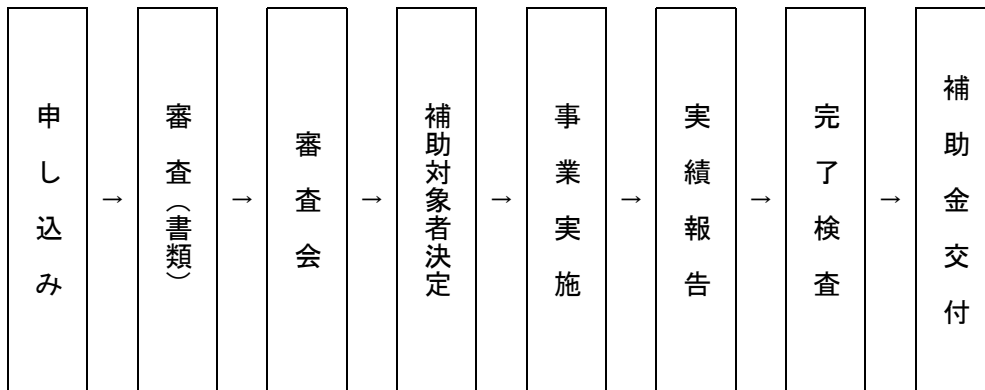 申し込み
→
審査（書類）
→
審査会
→
補助対象者決定
→
事業実施
→
実績報告
→
完了検査
→
補助金交付